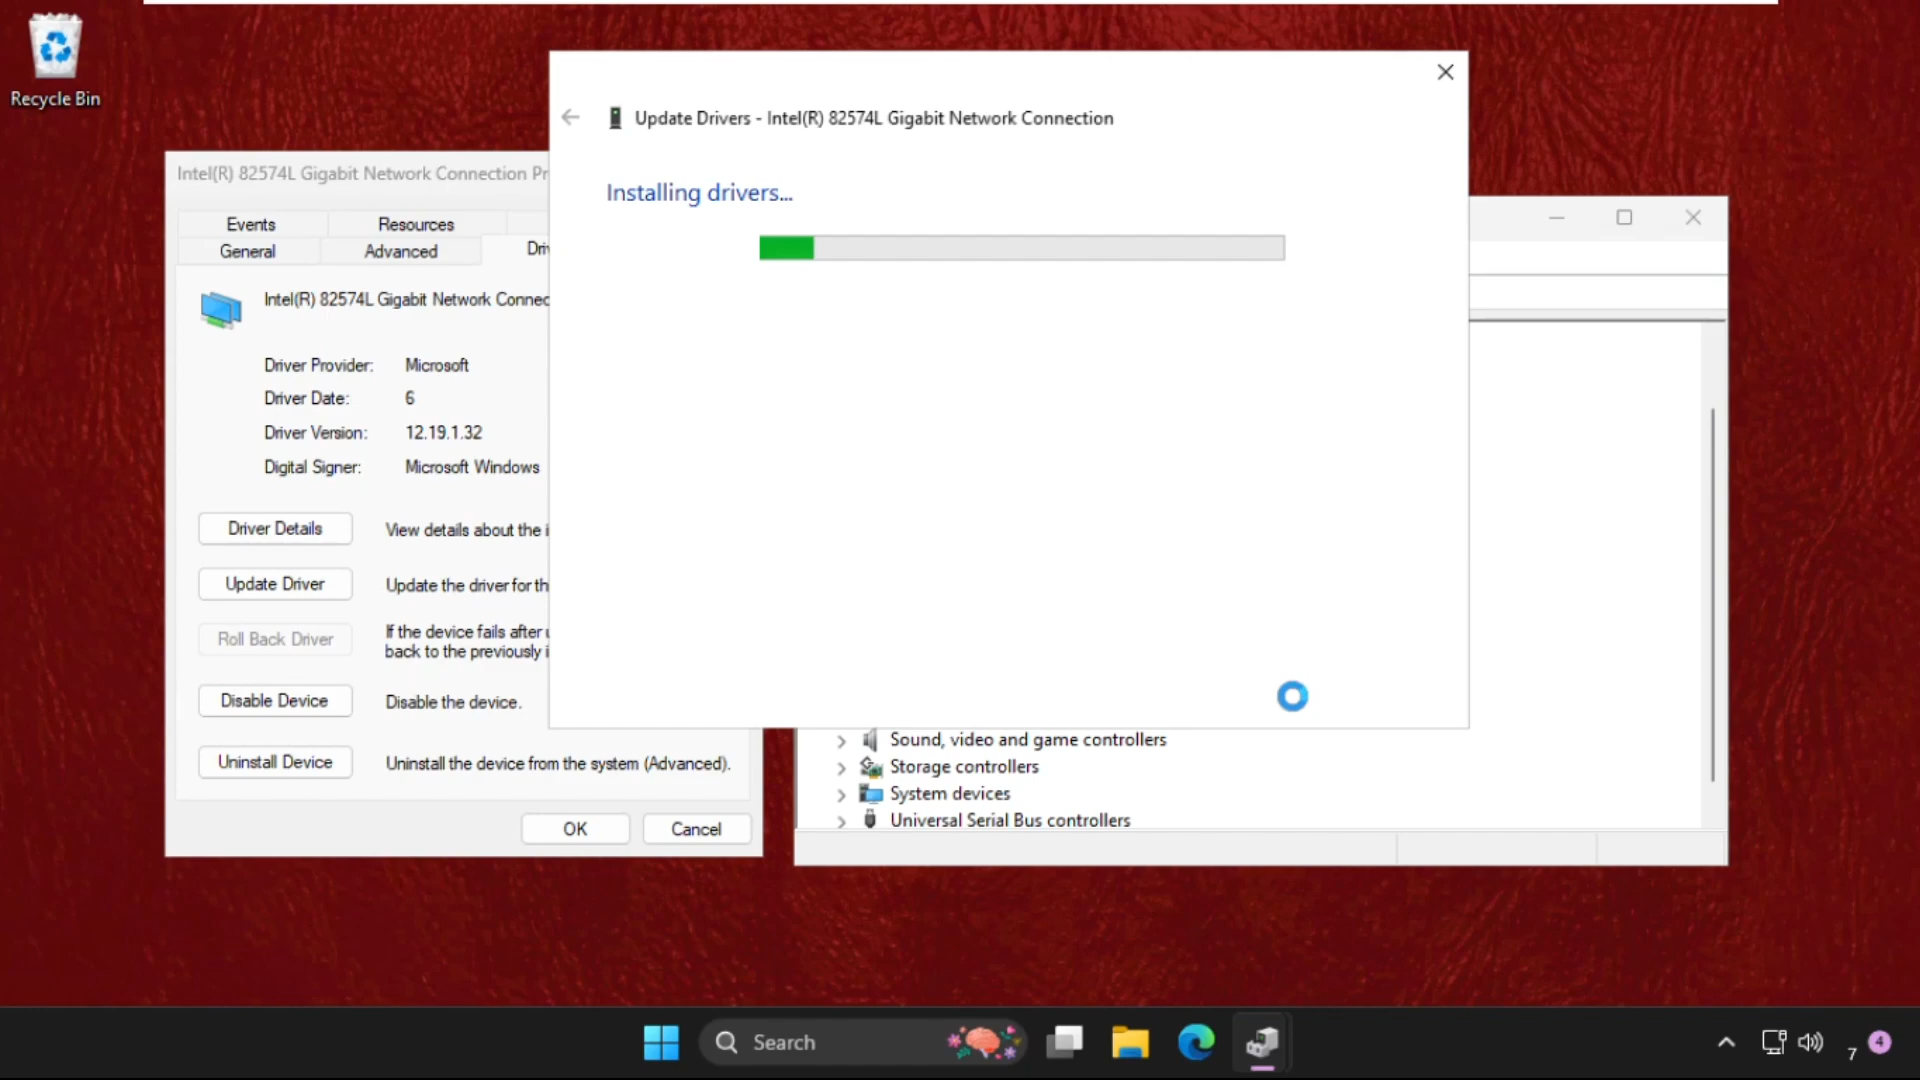 Recycle Bin
Update Drivers - Intel(R) 82574L Gigabit Network Connection
Installing drivers...
Intel(R) 82574L Gigabit Network Connection Pr
Events
Resources
General
Advanced
Dri
Intel(R) 82574L Gigabit Network Connec
Driver Provider:
Microsoft
Driver Date:
6
Driver Version:
12.19.1.32
Digital Signer:
Microsoft Windows
Driver Details
View details about the i
Update Driver
Update the driver for th
Roll Back Driver
If the device fails after u
back to the previously i
Disable Device
Disable the device.
Uninstall Device
Uninstall the device from the system (Advanced).
OK
Cancel
Sound, video and game controllers
Storage controllers
System devices
Universal Serial Bus controllers
Search
7
4